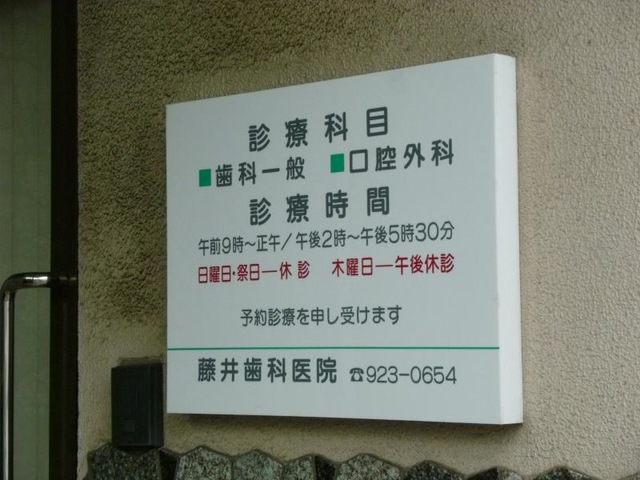 診療科目
■歯科一般 ■口腔外科
診療時間
午前9時～正午/午後2時～午後5時30分
日曜日・祭日―休診 木曜日―午後休診
予約診療を申し受けます
藤井歯科医院 ☎923-0654